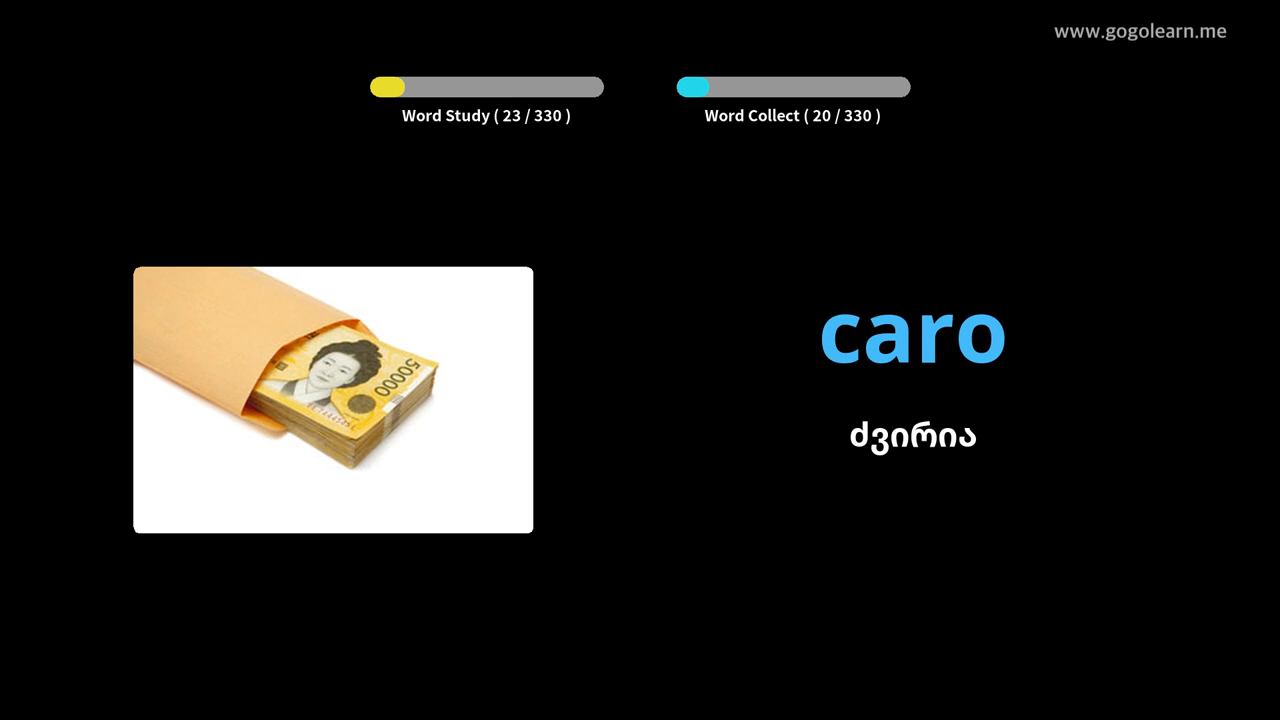 www.gogolearn.me
Word Study ( 23 / 330 )
Word Collect ( 20 / 330 )
caro
ძვირია
50000